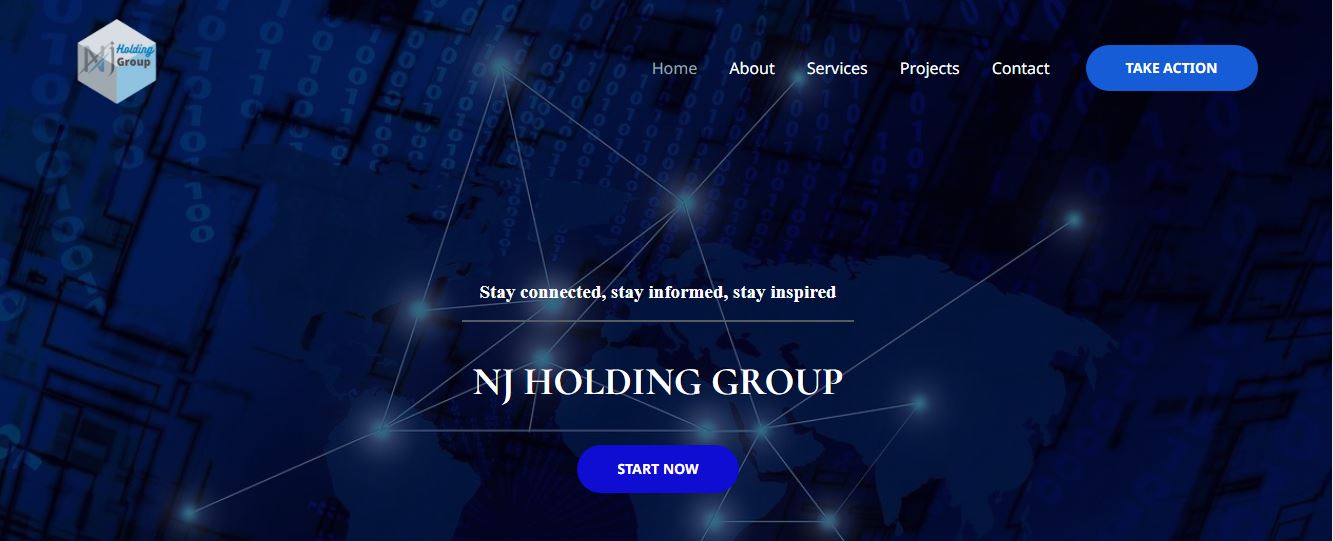 NJ Holding
Group
Home About Services Projects Contact TAKE ACTION
Stay connected, stay informed, stay inspired
NJ HOLDING GROUP
START NOW